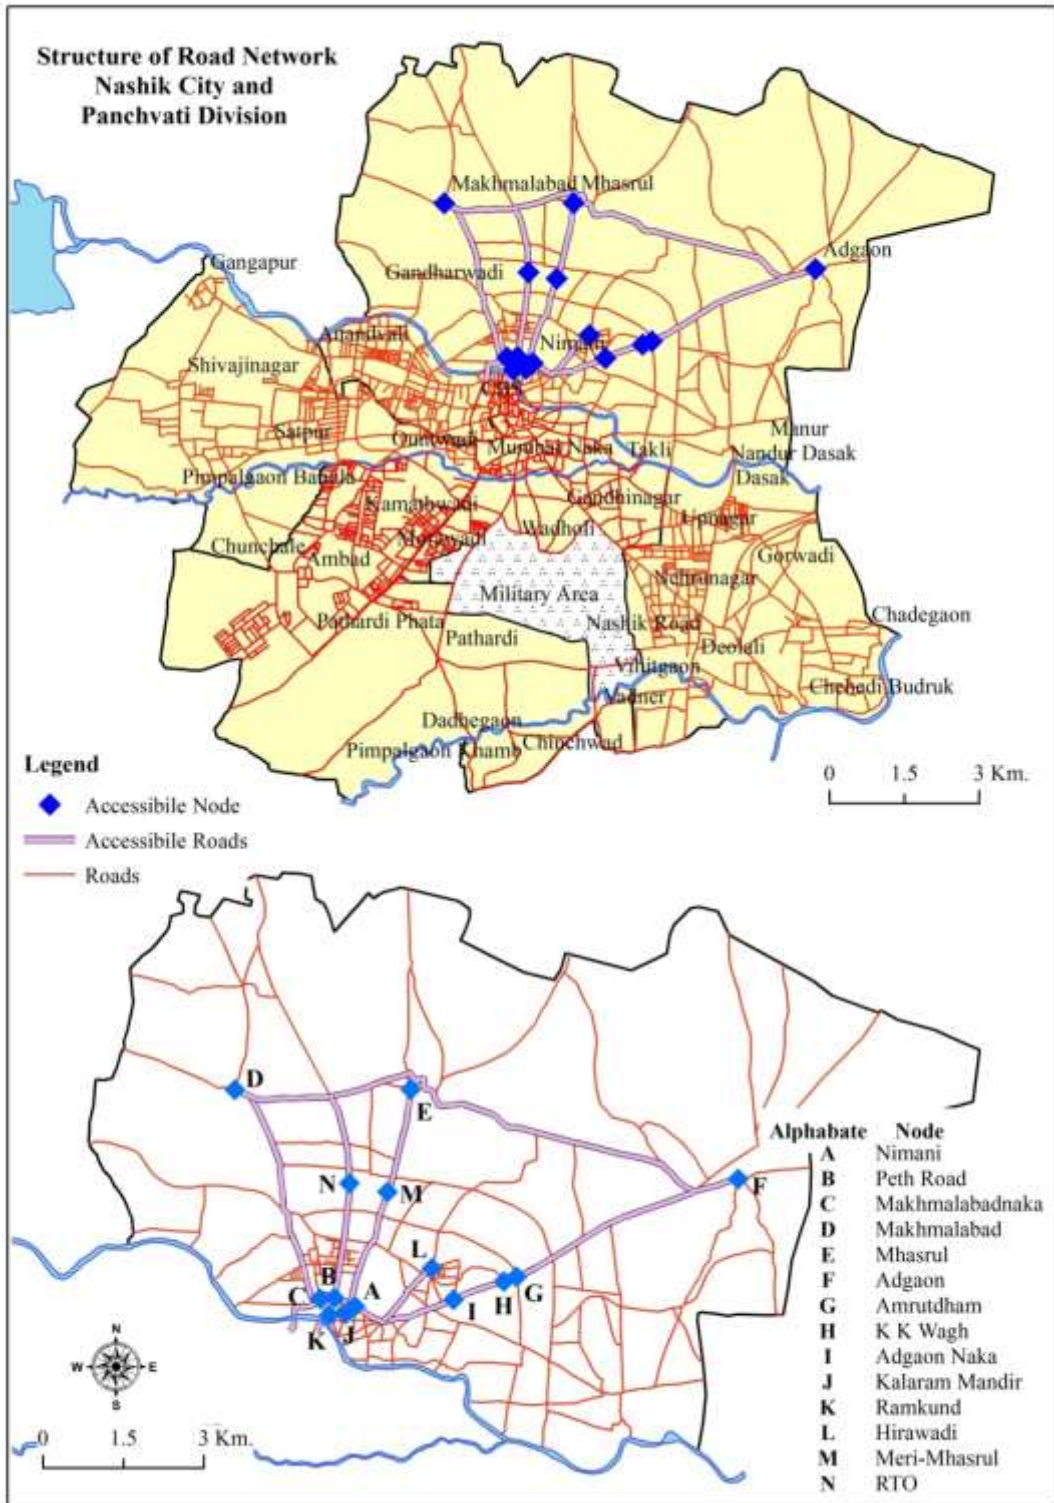 Structure of Road Network
Nashik City and
Panchvati Division
Makhmalabad Mhasrul
Adgaon
Gangapur
Gandharwadi
Anandvali
Nimani
Shivajinagar
CBS
Satpur
Mumbai Naka
Takli
Manur
Nandur Dasak
Pimpalgaon Bahula
Dasak
Kamathwadi
Gandhinagar
Upnagar
Wadholi
Chunchale
Ambad
Gorwadi
Nehrunagar
Military Area
Pathardi Phata
Nashik Road
Chadegaon
Pathardi
Deolali
Vihitgaon
Vadner
Chehedi Budruk
Dadhegaon
Pimpalgaon Khamb
Chinchwad
Legend
Accessibile Node
Accessibile Roads
Roads
0 1.5 3 Km.
D
E
N
M
F
L
B
C
A
I
H
G
J
K
N
W E
S
0 1.5 3 Km.
Alphabate Node
A Nimani
B Peth Road
C Makhmalabadnaka
D Makhmalabad
E Mhasrul
F Adgaon
G Amrutdham
H K K Wagh
I Adgaon Naka
J Kalaram Mandir
K Ramkund
L Hirawadi
M Meri-Mhasrul
N RTO